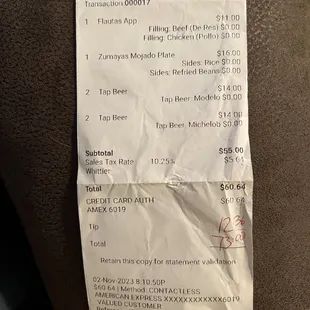 Transaction 000017
1 Flautas App $11.00
Filling: Beef (De Res) $0.00
Filling: Chicken (Pollo) $0.00
1 Zumayas Mojado Plate $16.00
Sides: Rice $0.00
Sides: Refried Beans $0.00
2 Tap Beer $14.00
Tap Beer: Modelo $0.00
2 Tap Beer $14.00
Tap Beer: Michelob $0.00
Subtotal $55.00
Sales Tax Rate 10.25% $5.64
Whittier
Total $60.64
CREDIT CARD AUTH $60.64
AMEX 6019
Tip
Total
Retain this copy for statement validation
02-Nov-2023 8:10:50P
$60.64 | Method: CONTACTLESS
AMERICAN EXPRESS XXXXXXXXXXX6019
VALUED CUSTOMER